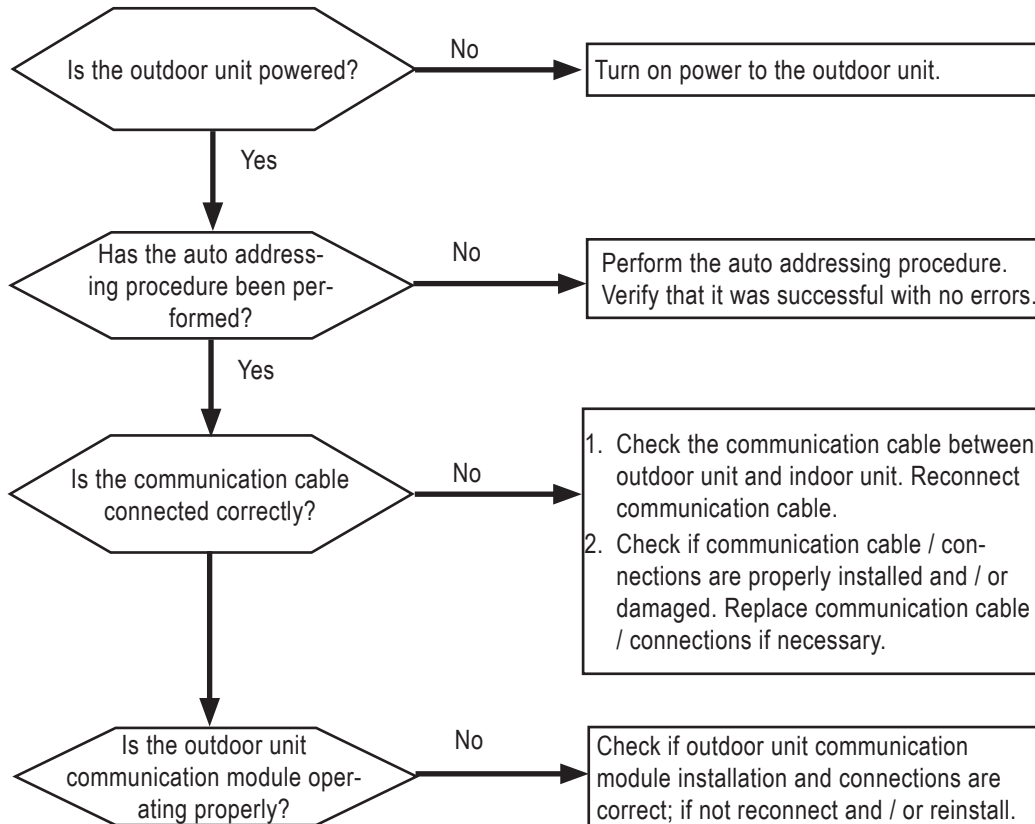 Is the outdoor unit powered?
No
Turn on power to the outdoor unit.
Yes
Has the auto address-
ing procedure been per-
formed?
No
Perform the auto addressing procedure.
Verify that it was successful with no errors.
Yes
Is the communication cable
connected correctly?
No
1. Check the communication cable between
outdoor unit and indoor unit. Reconnect
communication cable.
2. Check if communication cable / con-
nections are properly installed and / or
damaged. Replace communication cable
/ connections if necessary.
Is the outdoor unit
communication module oper-
ating properly?
No
Check if outdoor unit communication
module installation and connections are
correct; if not reconnect and / or reinstall.